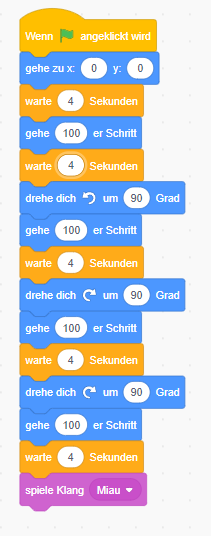 Wenn angeklickt wird
gehe zu x: 0 y: 0
warte 4 Sekunden
gehe 100 er Schritt
warte 4 Sekunden
drehe dich um 90 Grad
gehe 100 er Schritt
warte 4 Sekunden
drehe dich um 90 Grad
gehe 100 er Schritt
warte 4 Sekunden
drehe dich um 90 Grad
gehe 100 er Schritt
warte 4 Sekunden
spiele Klang Miau